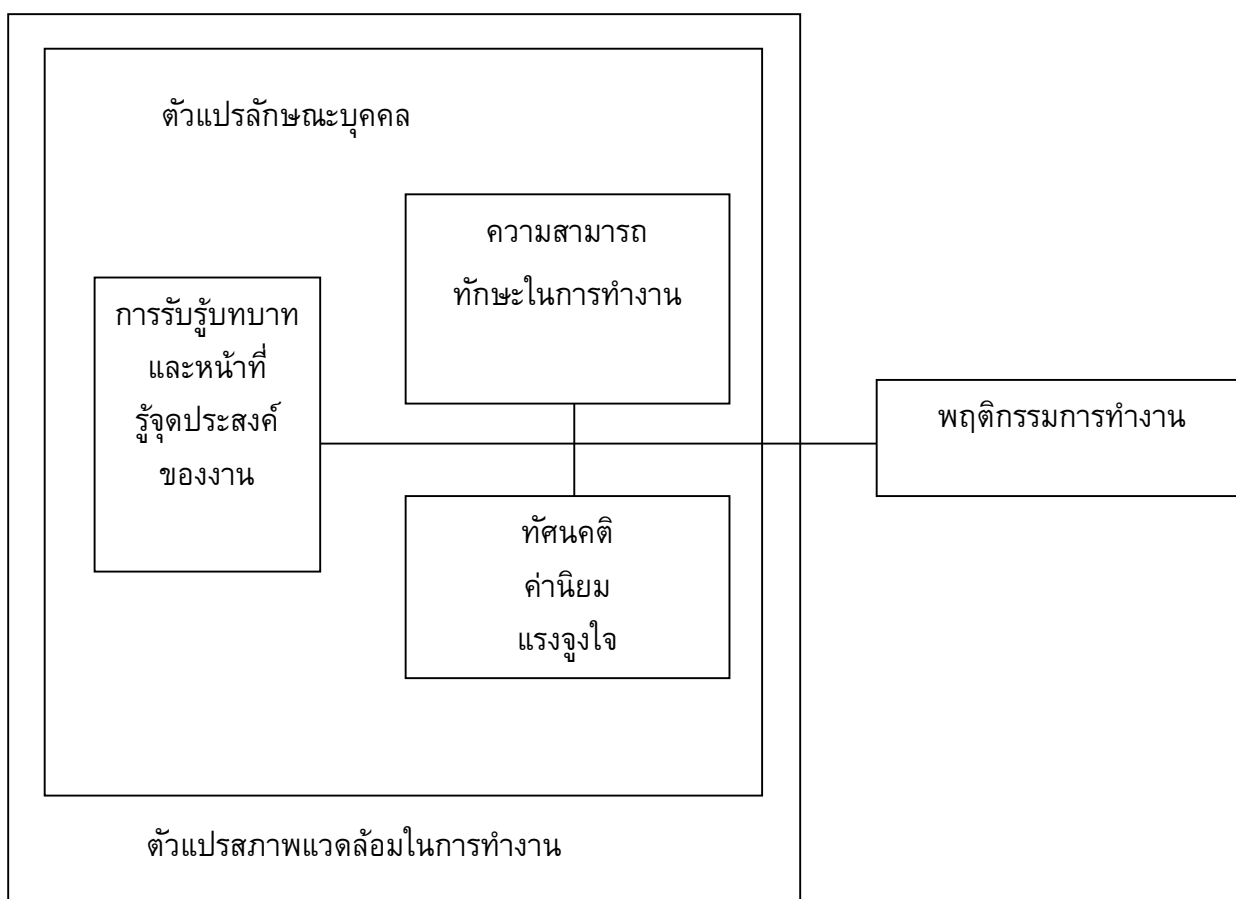 ตัวแปรลักษณะบุคคล
ความสามารถ
ทักษะในการทำงาน
การรับรู้บทบาท
และหน้าที่
รู้จุดประสงค์
ของงาน
พฤติกรรมการทำงาน
ทัศนคติ
ค่านิยม
แรงจูงใจ
ตัวแปรสภาพแวดล้อมในการทำงาน